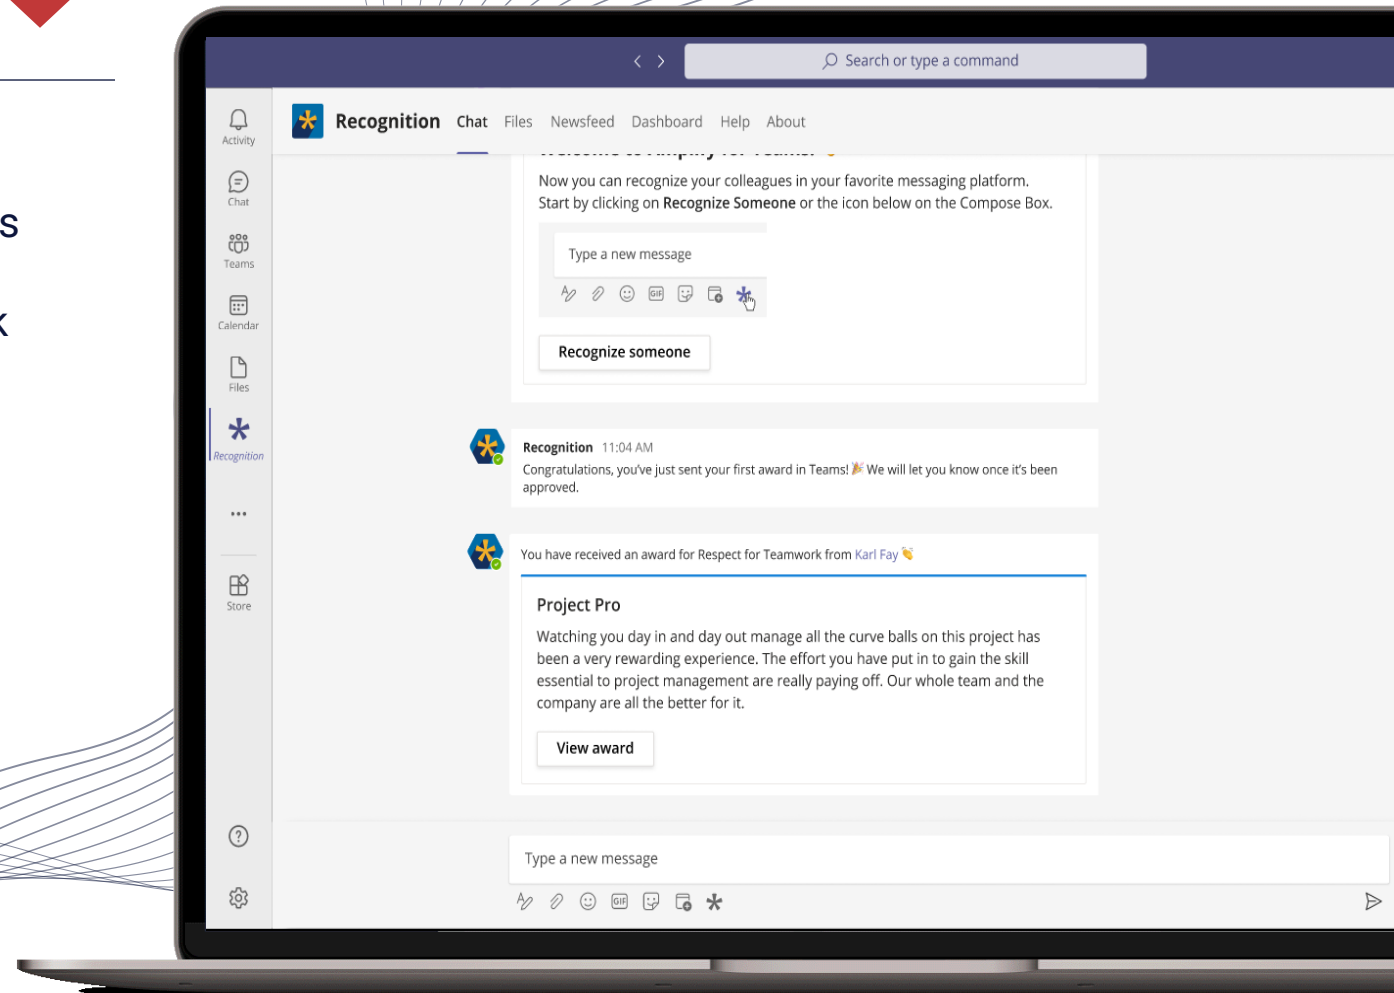 s
k
Search or type a command
Activity
Chat
Teams
Calendar
Files
Recognition
Store
Recognition Chat Files Newsfeed Dashboard Help About
Welcome to Amplify for Teams!
Now you can recognize your colleagues in your favorite messaging platform.
Start by clicking on Recognize Someone or the icon below on the Compose Box.
Type a new message
GIF
Recognize someone
Recognition 11:04 AM
Congratulations, you've just sent your first award in Teams! 🎉 We will let you know once it's been
approved.
You have received an award for Respect for Teamwork from Karl Fay 👏
Project Pro
Watching you day in and day out manage all the curve balls on this project has
been a very rewarding experience. The effort you have put in to gain the skill
essential to project management are really paying off. Our whole team and the
company are all the better for it.
View award
Type a new message
GIF